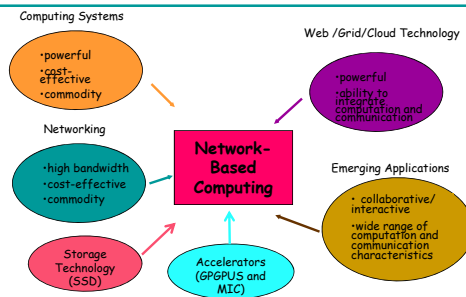 Computing Systems
•powerful
•cost-
effective
•commodity
Web /Grid/Cloud Technology
•powerful
•ability to
integrate
computation and
communication
Networking
•high bandwidth
•cost-effective
•commodity
Network-
Based
Computing
Emerging Applications
• collaborative/
interactive
•wide range of
computation and
communication
characteristics
Storage
Technology
(SSD)
Accelerators
(GPGPUS and
MIC)